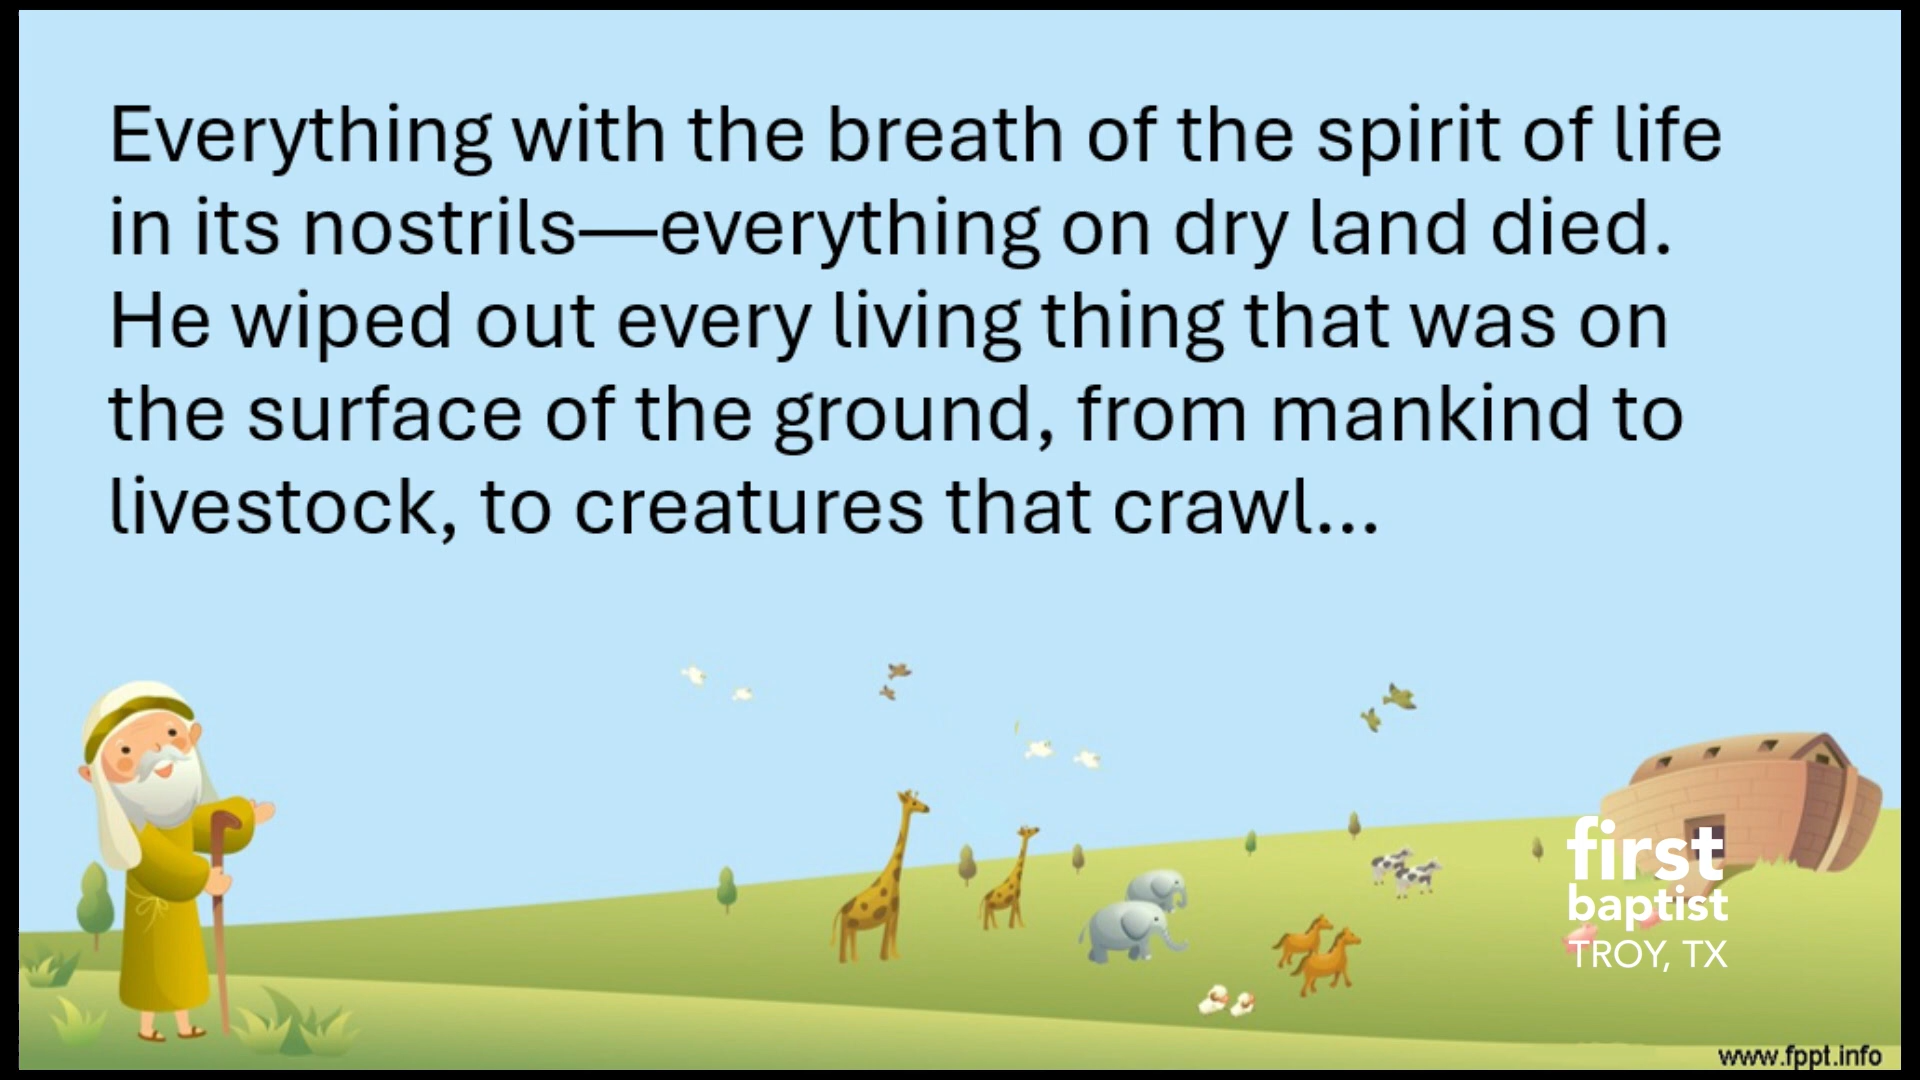 Everything with the breath of the spirit of life
in its nostrils—everything on dry land died.
He wiped out every living thing that was on
the surface of the ground, from mankind to
livestock, to creatures that crawl...
first
baptist
TROY, TX
www.fppt.info